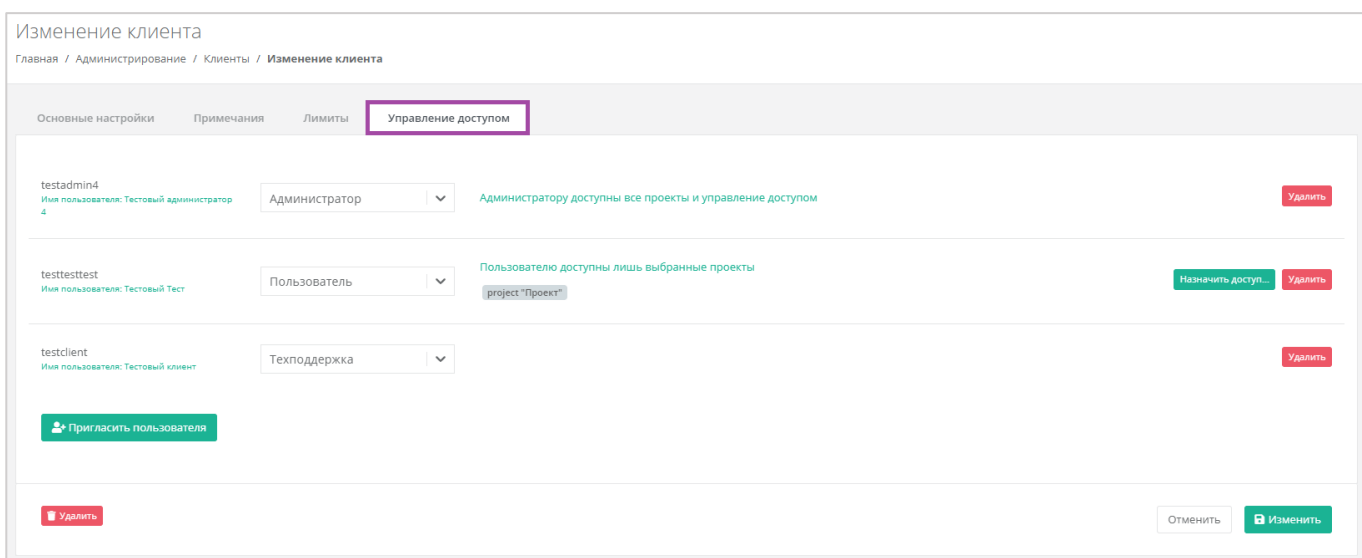 Изменение клиента
Главная / Администрирование / Клиенты / Изменение клиента
Основные настройки Примечания Лимиты Управление доступом
testadmin4
Имя пользователя: Тестовый администратор
4
Администратор
Администратору доступны все проекты и управление доступом
Удалить
testtesttest
Имя пользователя: Тестовый Тест
Пользователь
Пользователю доступны лишь выбранные проекты
project "Проект"
Назначить доступ...
Удалить
testclient
Имя пользователя: Тестовый клиент
Техподдержка
Удалить
Пригласить пользователя
Удалить
Отменить
Изменить